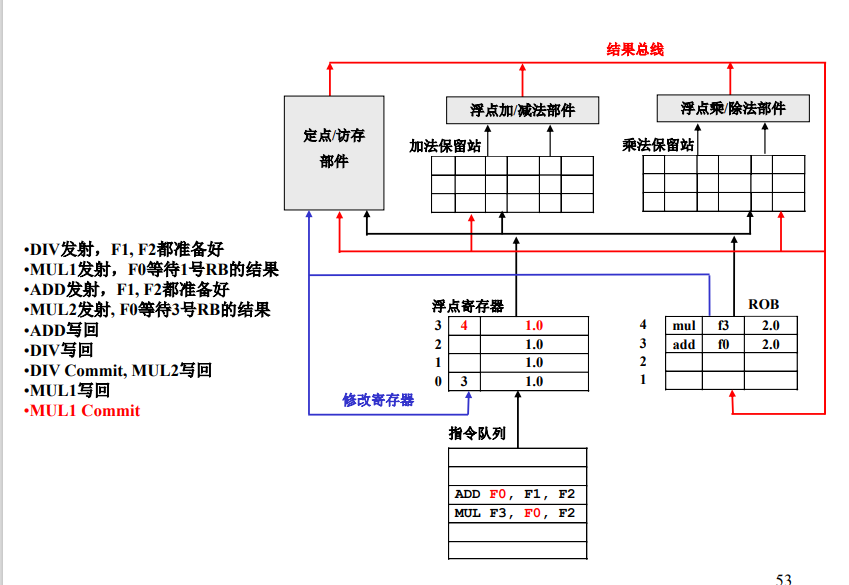 结果总线
定点/访存
部件
浮点加/减法部件
浮点乘/除法部件
加法保留站
乘法保留站
•DIV发射，F1, F2都准备好
•MUL1发射，F0等待1号RB的结果
•ADD发射，F1, F2都准备好
•MUL2发射, F0等待3号RB的结果
•ADD写回
•DIV写回
•DIV Commit, MUL2写回
•MUL1写回
•MUL1 Commit
浮点寄存器
3 4 1.0
2 1.0
1 1.0
0 3 1.0
ROB
4 mul f3 2.0
3 add f0 2.0
2
1
修改寄存器
指令队列
ADD F0, F1, F2
MUL F3, F0, F2
53